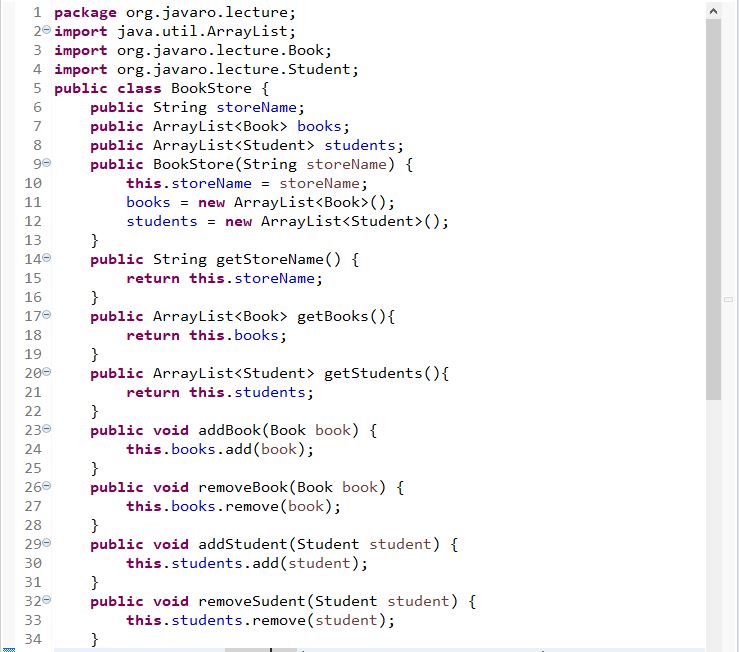 1 package org.javaro.lecture;
2 import java.util.ArrayList;
3 import org.javaro.lecture.Book;
4 import org.javaro.lecture.Student;
5 public class BookStore {
6     public String storeName;
7     public ArrayList<Book> books;
8     public ArrayList<Student> students;
9     public BookStore(String storeName) {
10         this.storeName = storeName;
11         books = new ArrayList<Book>();
12         students = new ArrayList<Student>();
13     }
14     public String getStoreName() {
15         return this.storeName;
16     }
17     public ArrayList<Book> getBooks(){
18         return this.books;
19     }
20     public ArrayList<Student> getStudents(){
21         return this.students;
22     }
23     public void addBook(Book book) {
24         this.books.add(book);
25     }
26     public void removeBook(Book book) {
27         this.books.remove(book);
28     }
29     public void addStudent(Student student) {
30         this.students.add(student);
31     }
32     public void removeSudent(Student student) {
33         this.students.remove(student);
34     }